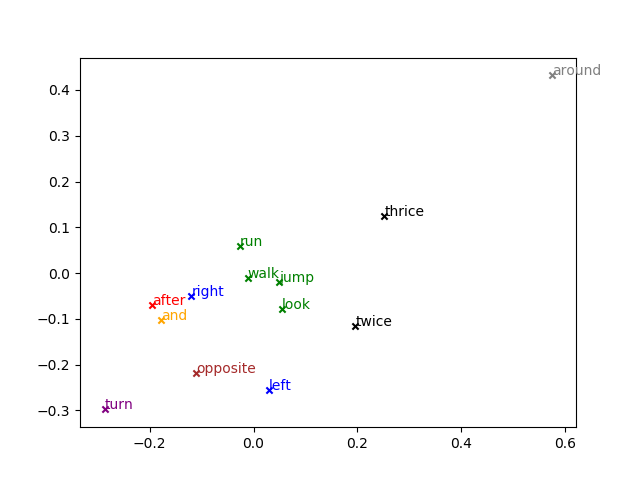 around
0.4
0.3
0.2
thrice
0.1
run
0.0
walk
jump
right
after
look
and
−0.1
twice
−0.2
opposite
left
turn
−0.3
−0.2
0.0
0.2
0.4
0.6